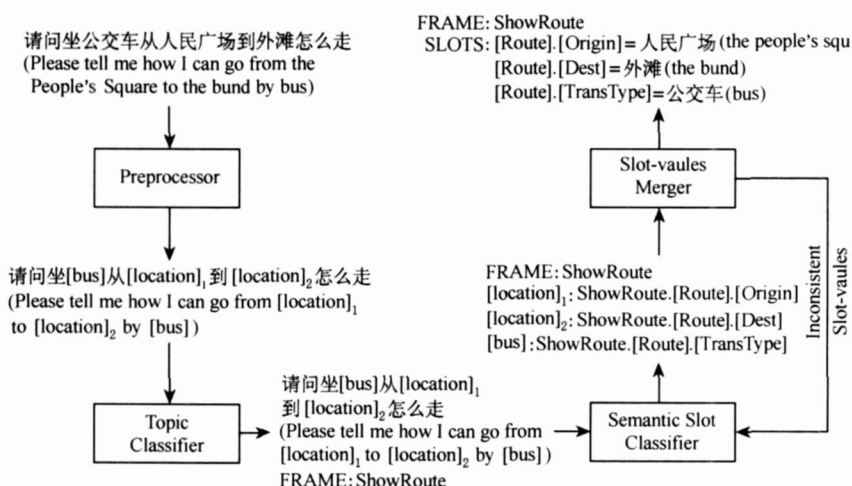 请问坐公交车从人民广场到外滩怎么走
(Please tell me how I can go from the
People's Square to the bund by bus)
Preprocessor
请问坐[bus]从[location]₁到[location]₂怎么走
(Please tell me how I can go from [location]₁
to [location]₂ by [bus])
Topic
Classifier
请问坐[bus]从[location]₁
到[location]₂怎么走
(Please tell me how I can go from
[location]₁ to [location]₂ by [bus])
FRAME: ShowRoute
Semantic Slot
Classifier
FRAME: ShowRoute
[location]₁: ShowRoute.[Route].[Origin]
[location]₂: ShowRoute.[Route].[Dest]
[bus]: ShowRoute.[Route].[TransType]
Slot-vaules
Merger
Inconsistent
Slot-vaules
FRAME: ShowRoute
SLOTS: [Route].[Origin]=人民广场(the people's squ
[Route].[Dest]=外滩(the bund)
[Route].[TransType]=公交车(bus)